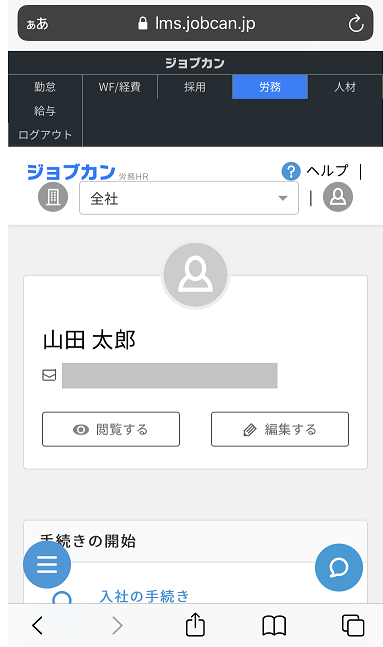 ぁあ lms.jobcan.jp
ジョブカン
勤怠 WF/経費 採用 労務 人材
給与
ログアウト
ジョブカン 労務HR ? ヘルプ |
全社 |
山田 太郎
閲覧する 編集する
手続きの開始
入社の手続き